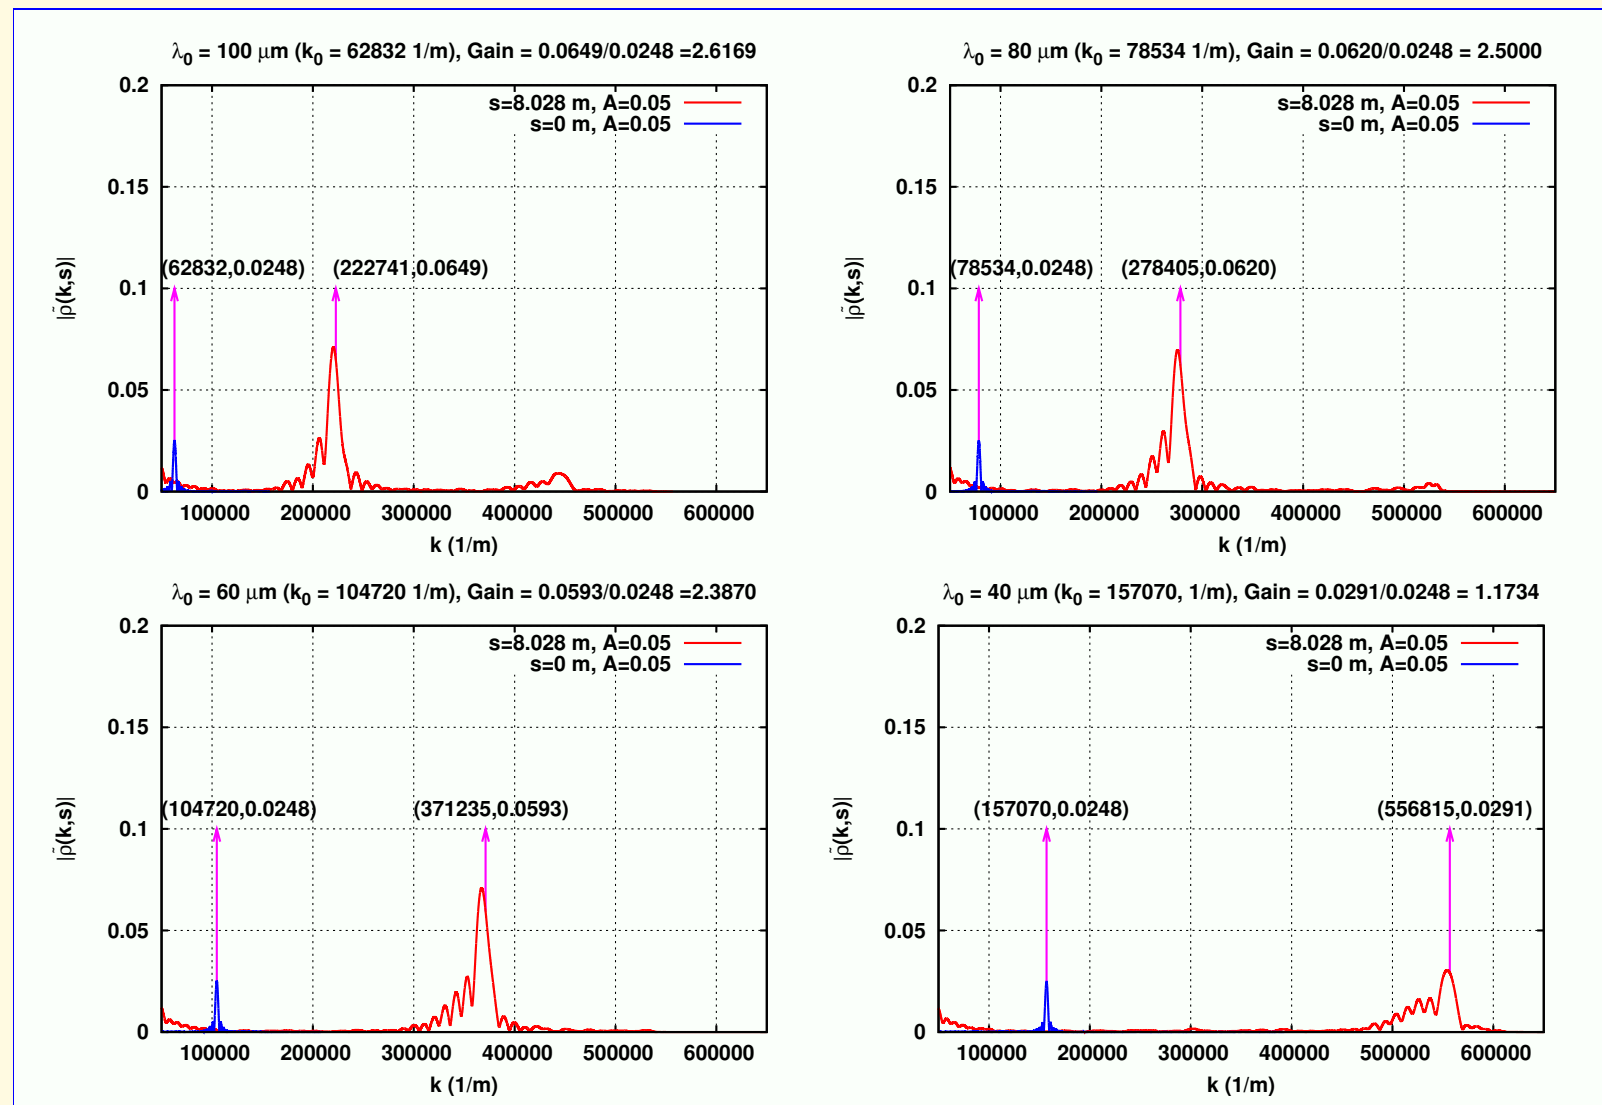 λ0 = 100 μm (k0 = 62832 1/m), Gain = 0.0649/0.0248 =2.6169
s=8.028 m, A=0.05
s=0 m, A=0.05
0.2
0.15
0.1
0.05
0
|ρ̃(k,s)|
(62832,0.0248)
(222741,0.0649)
100000 200000 300000 400000 500000 600000
k (1/m)
λ0 = 80 μm (k0 = 78534 1/m), Gain = 0.0620/0.0248 = 2.5000
s=8.028 m, A=0.05
s=0 m, A=0.05
0.2
0.15
0.1
0.05
0
|ρ̃(k,s)|
(78534,0.0248)
(278405,0.0620)
100000 200000 300000 400000 500000 600000
k (1/m)
λ0 = 60 μm (k0 = 104720 1/m), Gain = 0.0593/0.0248 =2.3870
s=8.028 m, A=0.05
s=0 m, A=0.05
0.2
0.15
0.1
0.05
0
|ρ̃(k,s)|
(104720,0.0248)
(371235,0.0593)
100000 200000 300000 400000 500000 600000
k (1/m)
λ0 = 40 μm (k0 = 157070, 1/m), Gain = 0.0291/0.0248 = 1.1734
s=8.028 m, A=0.05
s=0 m, A=0.05
0.2
0.15
0.1
0.05
0
|ρ̃(k,s)|
(157070,0.0248)
(556815,0.0291)
100000 200000 300000 400000 500000 600000
k (1/m)